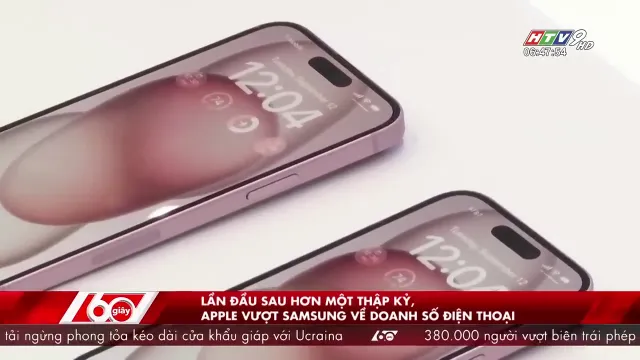 HTV9 HD
06:47:54
12:04
74
12:04
60 giây
LẦN ĐẦU SAU HƠN MỘT THẬP KỶ,
APPLE VƯỢT SAMSUNG VỀ DOANH SỐ ĐIỆN THOẠI
tải ngừng phong tỏa kéo dài cửa khẩu giáp với Ucraina 60 380.000 người vượt biên trái phép